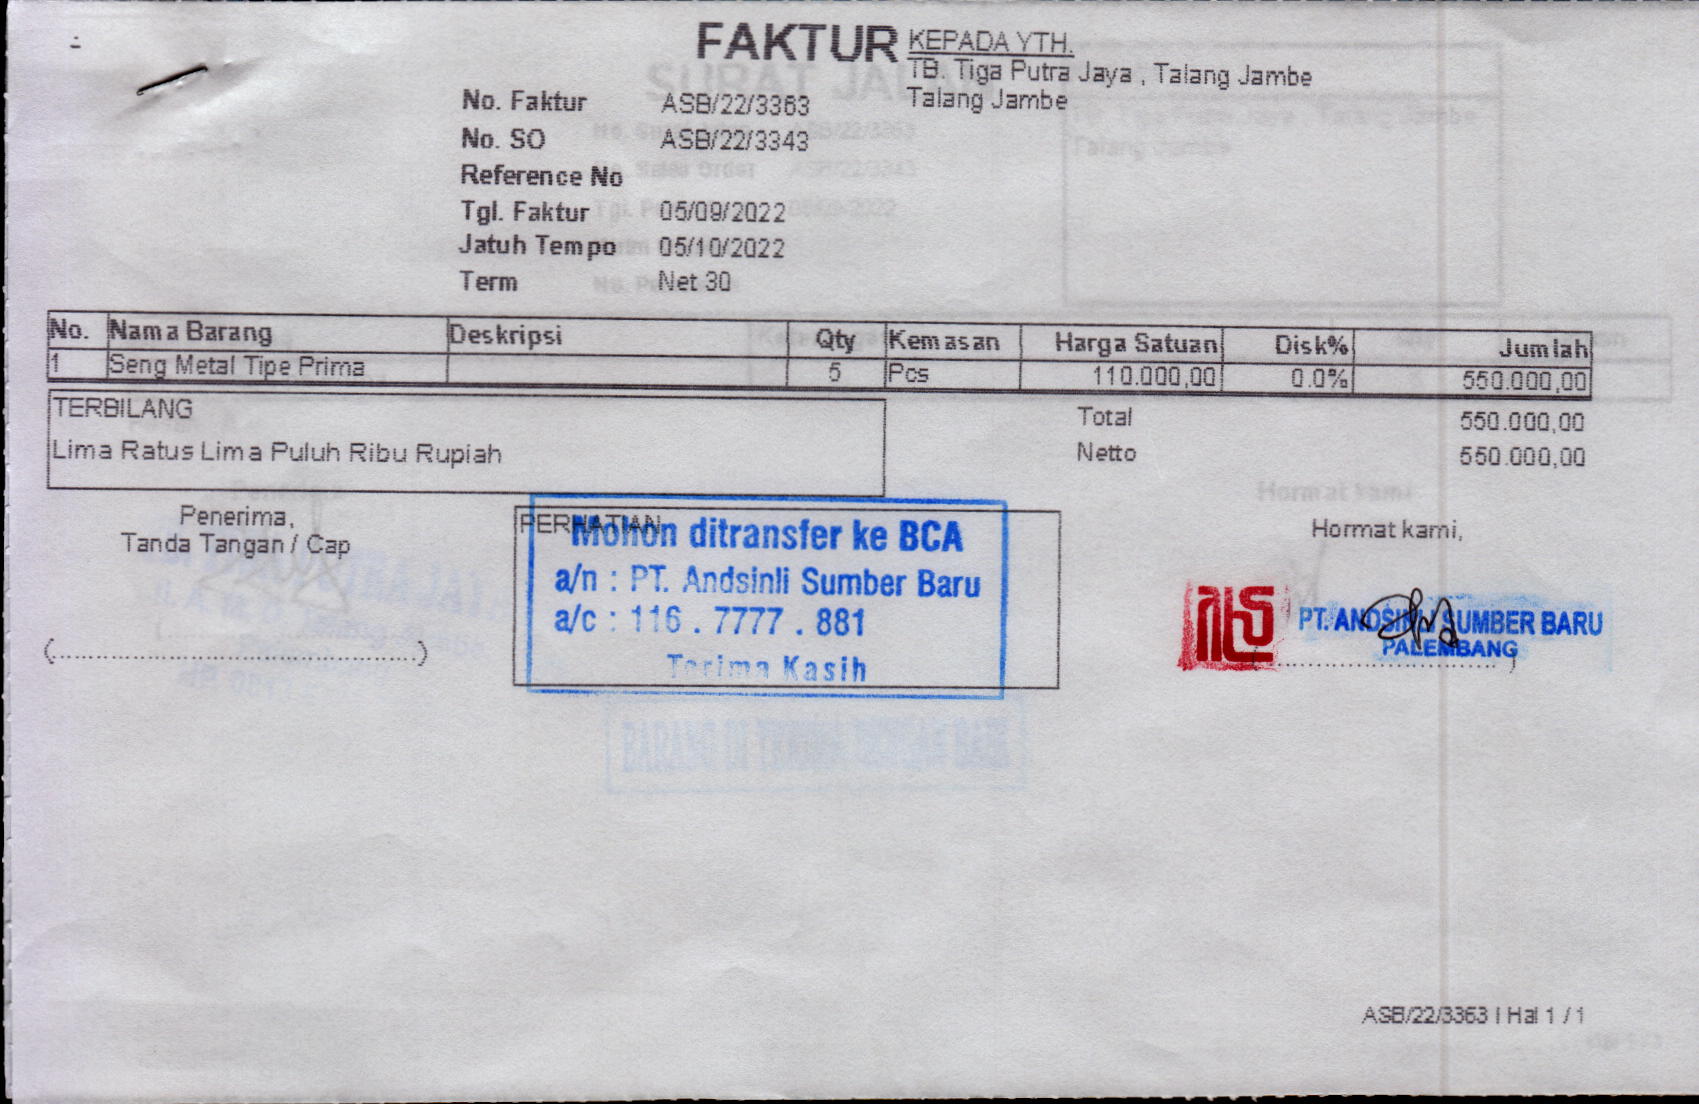 FAKTUR
KEPADA YTH.
TB. Tiga Putra Jaya , Talang Jambe
Talang Jambe
No. Faktur ASB/22/3363
No. SO ASB/22/3343
Reference No
Tgl. Faktur 05/09/2022
Jatuh Tempo 05/10/2022
Term Net 30
No. Nama Barang Deskripsi Qty Kemasan Harga Satuan Disk% Jumlah
1 Seng Metal Tipe Prima 5 Pcs 110.000,00 0.0% 550.000,00
TERBILANG
Lima Ratus Lima Puluh Ribu Rupiah
Total 550.000,00
Netto 550.000,00
Penerima,
Tanda Tangan / Cap
(..........................................................)
PERHATIAN
Mohon ditransfer ke BCA
a/n : PT. Andsinli Sumber Baru
a/c : 116 . 7777 . 881
Terima Kasih
Hormat kami,
PT. ANDSINLI SUMBER BARU
PALEMBANG
BARANG DI TERIMA DENGAN BAIK
ASB/22/3363 | Hal 1 / 1